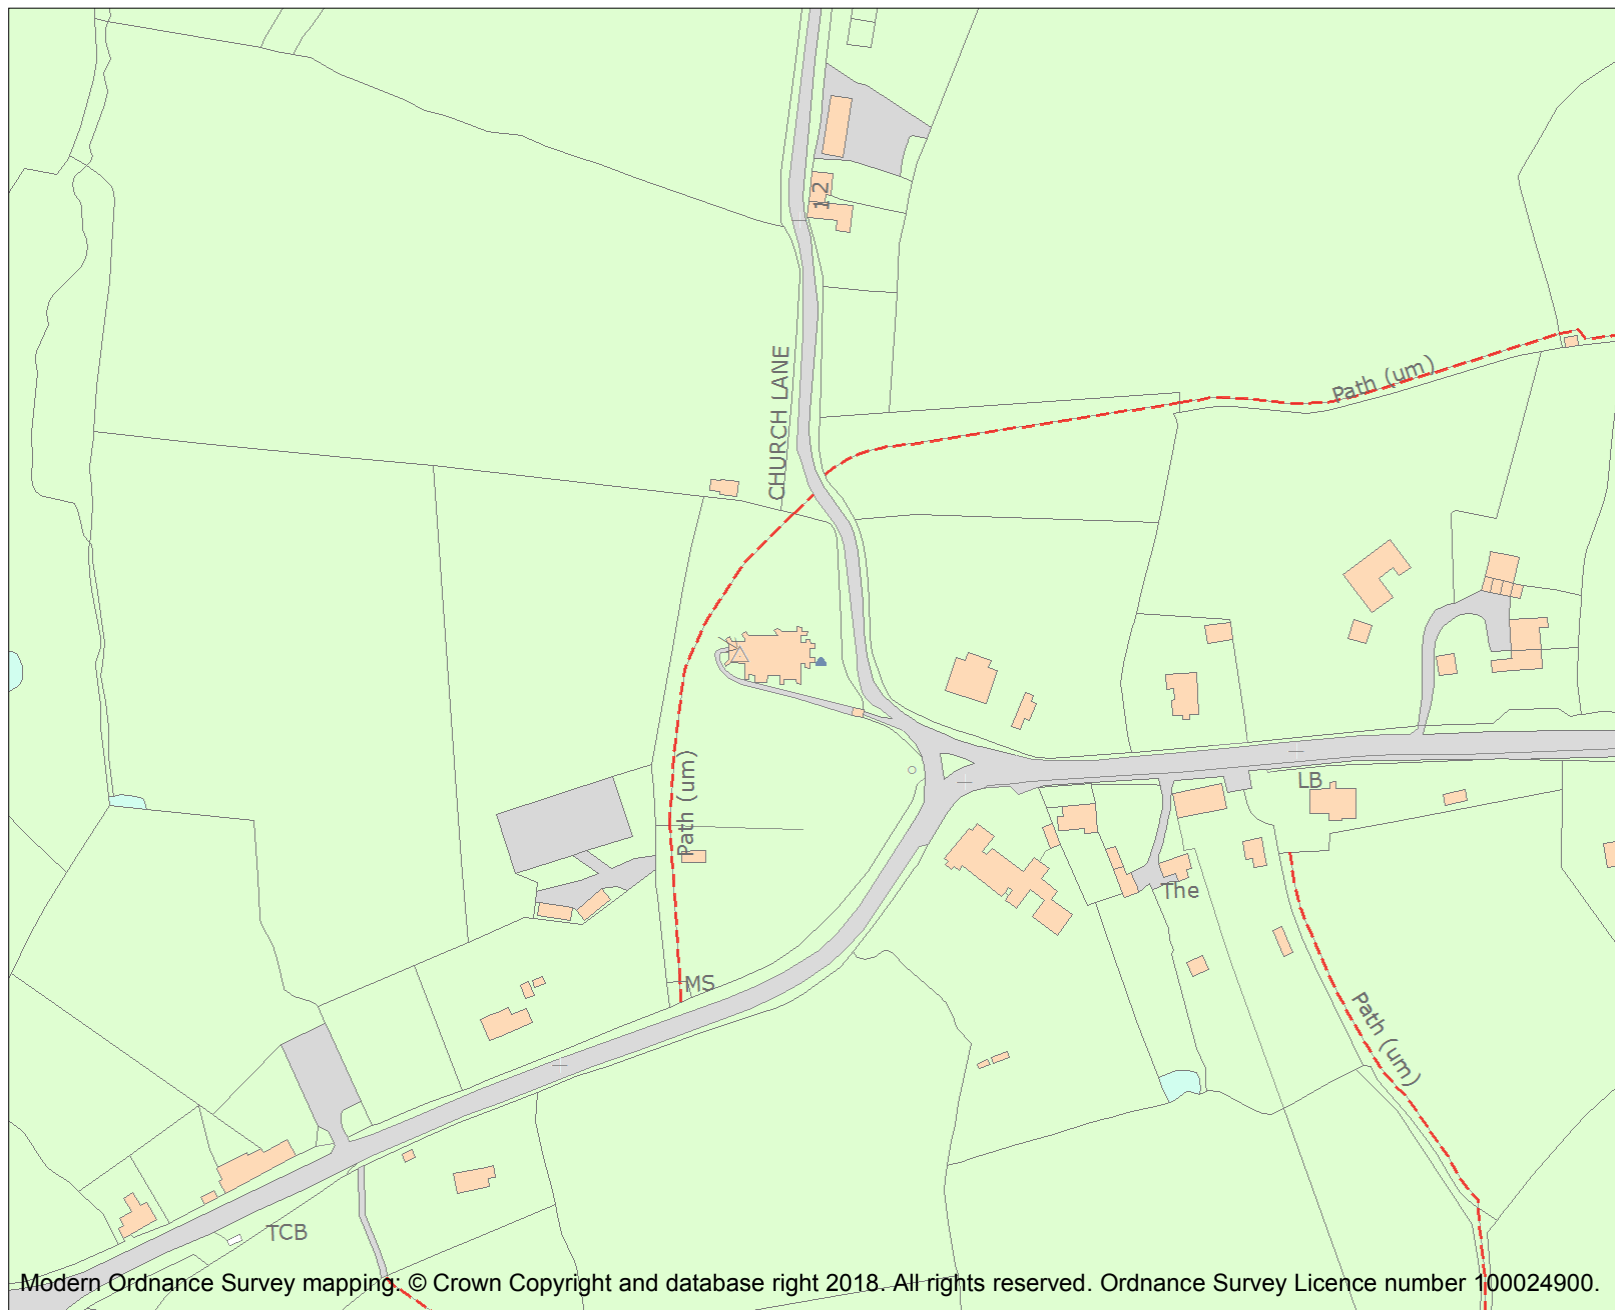 12
CHURCH LANE
Path (um)
Path (um)
LB
The
MS
Path (um)
TCB
Modern Ordnance Survey mapping: © Crown Copyright and database right 2018. All rights reserved. Ordnance Survey Licence number 100024900.